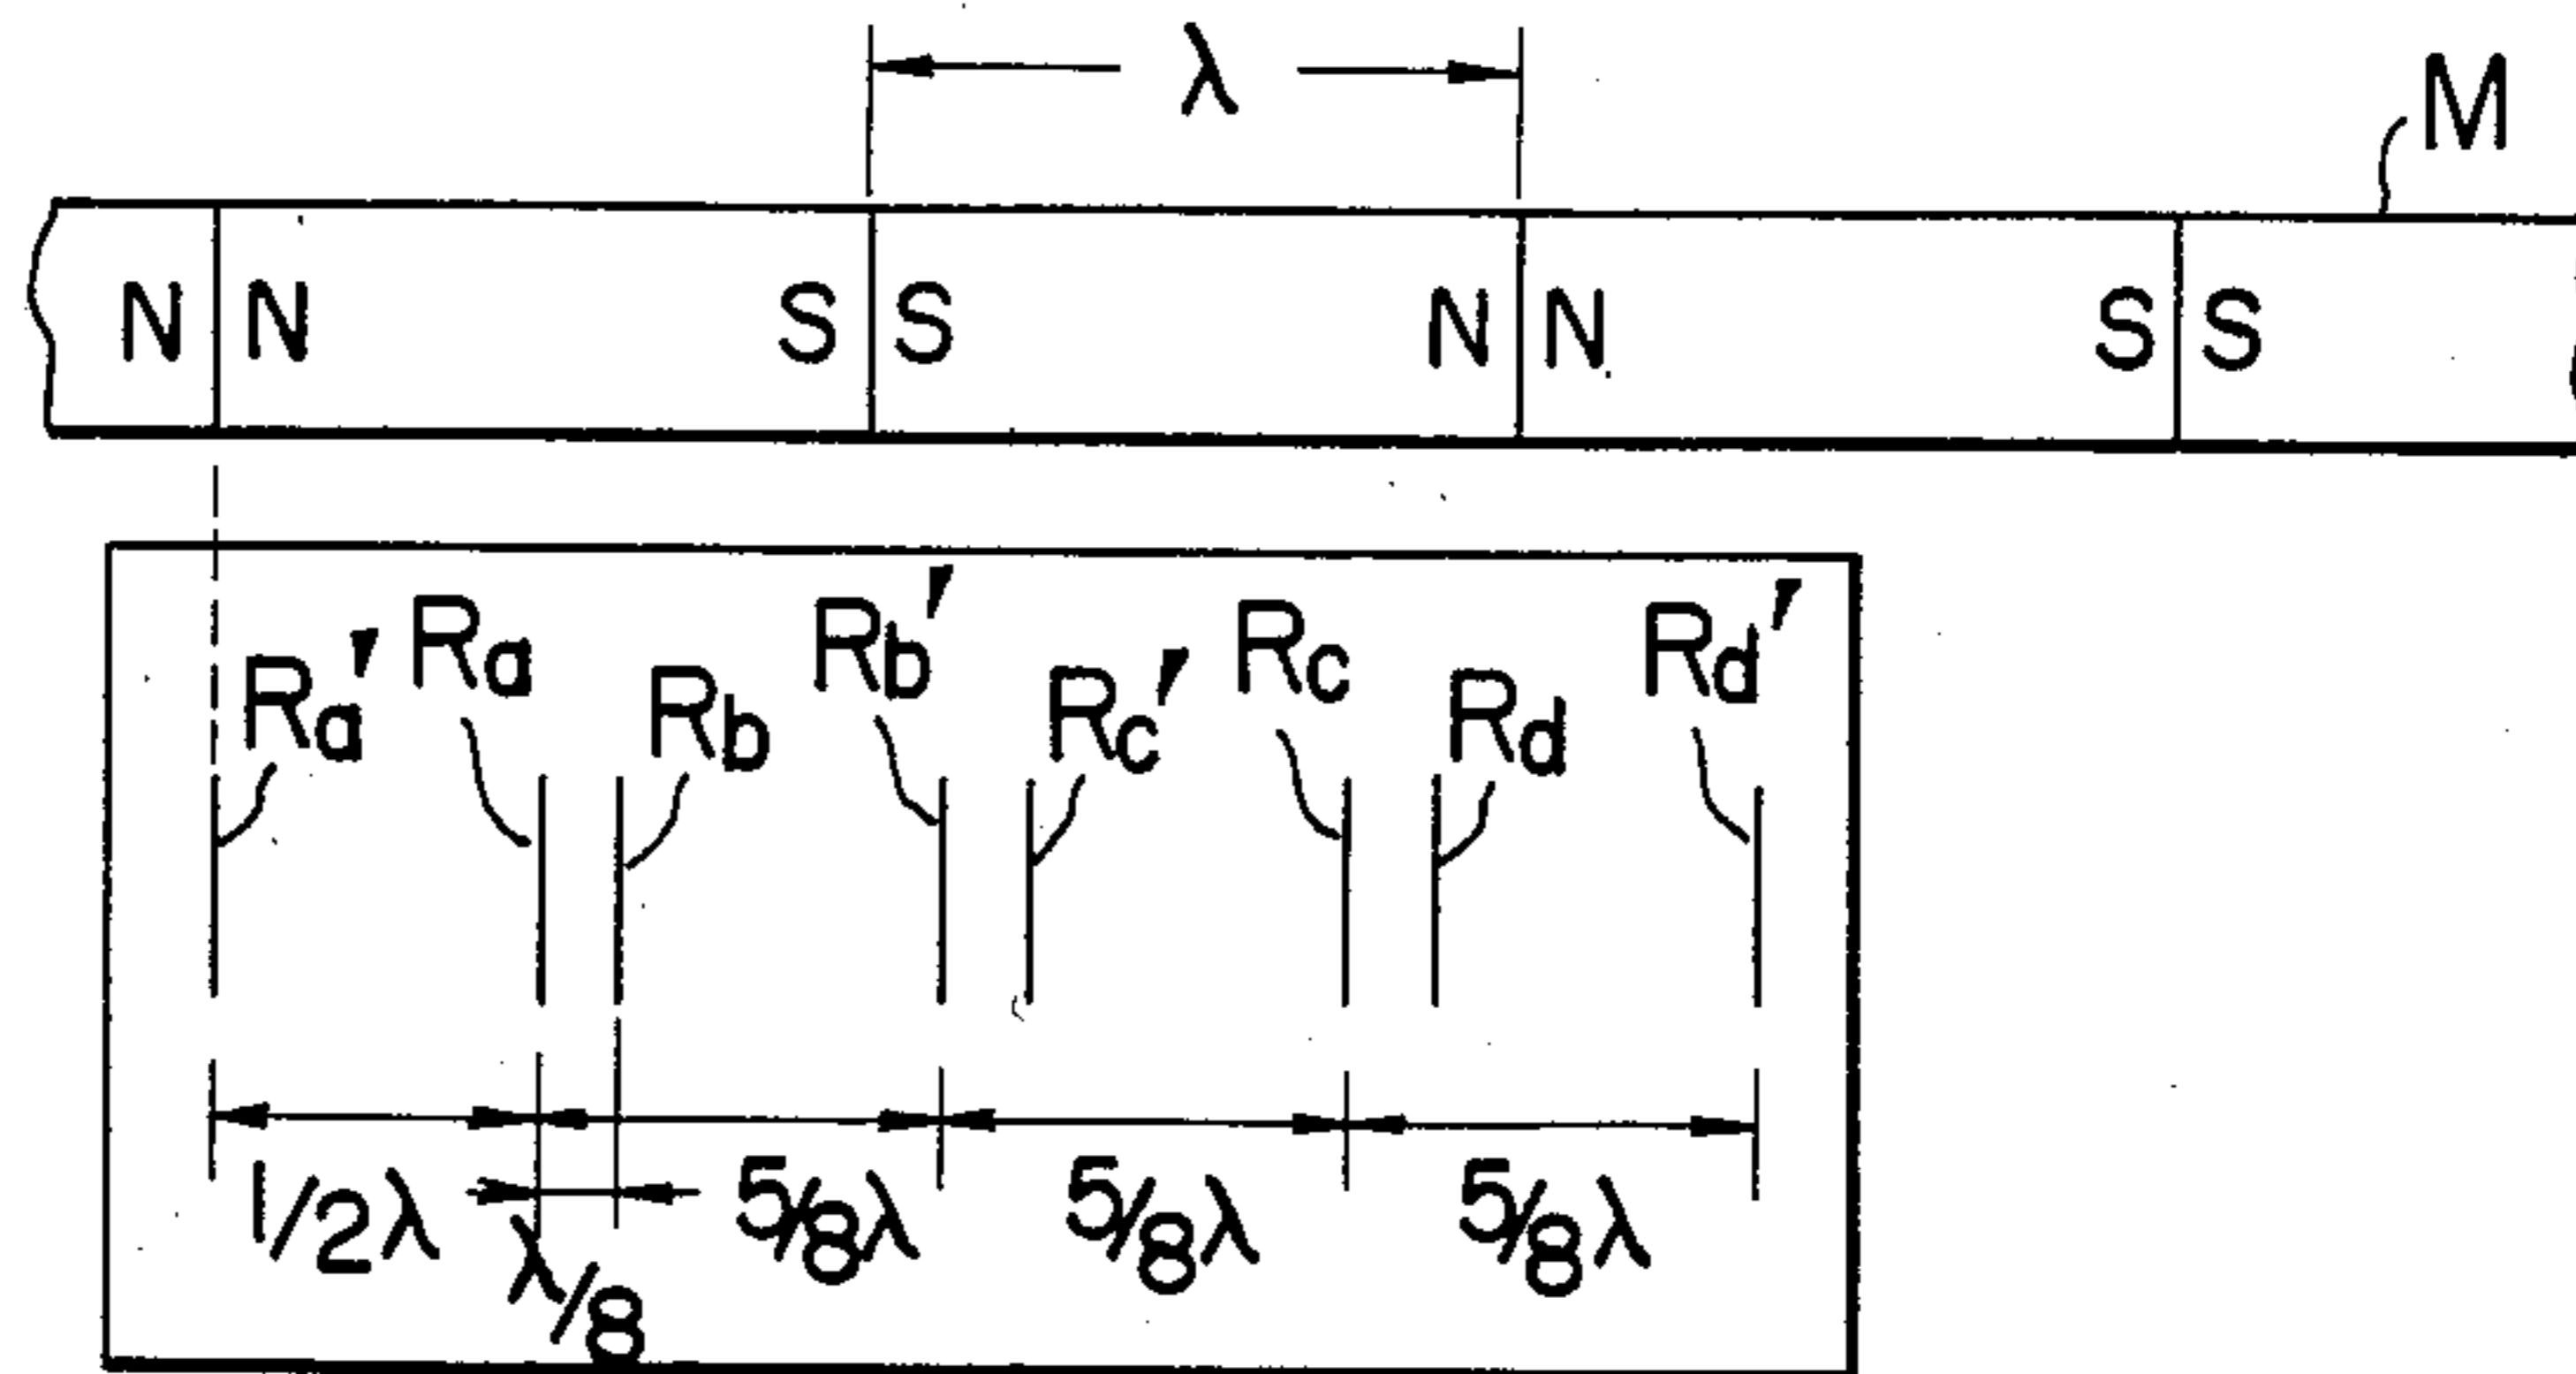 λ
M
N N S S N N S S
Ra' Ra Rb Rb' Rc' Rc Rd Rd'
1/2λ λ/8 5/8λ 5/8λ 5/8λ